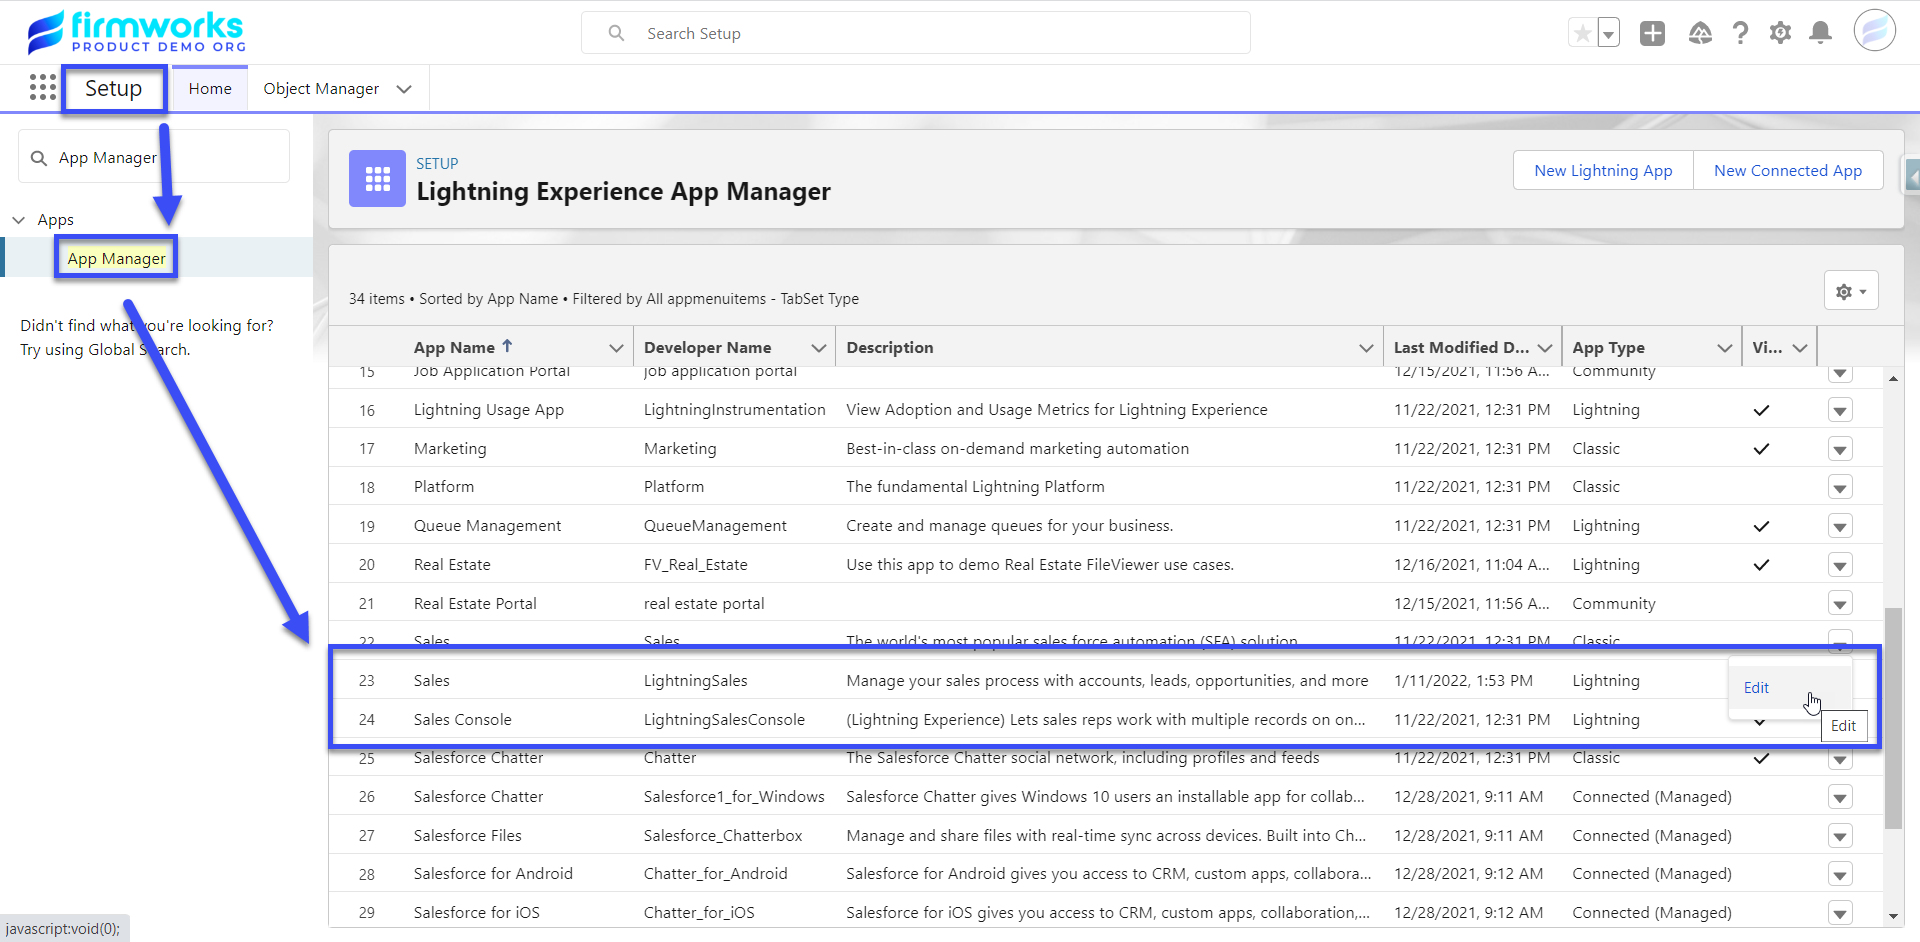 firmworks
PRODUCT DEMO ORG
Search Setup
Setup
Home
Object Manager
App Manager
Apps
App Manager
Didn't find what you're looking for?
Try using Global Search.
SETUP
Lightning Experience App Manager
New Lightning App
New Connected App
34 items • Sorted by App Name • Filtered by All appmenuitems - TabSet Type
App Name Developer Name Description Last Modified D... App Type Vi...
15 Job Application Portal job application portal 12/15/2021, 11:56 A... Community
16 Lightning Usage App LightningInstrumentation View Adoption and Usage Metrics for Lightning Experience 11/22/2021, 12:31 PM Lightning
17 Marketing Marketing Best-in-class on-demand marketing automation 11/22/2021, 12:31 PM Classic
18 Platform Platform The fundamental Lightning Platform 11/22/2021, 12:31 PM Classic
19 Queue Management QueueManagement Create and manage queues for your business. 11/22/2021, 12:31 PM Lightning
20 Real Estate FV_Real_Estate Use this app to demo Real Estate FileViewer use cases. 12/16/2021, 11:04 A... Lightning
21 Real Estate Portal real estate portal 12/15/2021, 11:56 A... Community
22 Sales Sales The world's most popular sales force automation (SFA) solution 11/22/2021, 12:31 PM Classic
23 Sales LightningSales Manage your sales process with accounts, leads, opportunities, and more 1/11/2022, 1:53 PM Lightning
Edit
24 Sales Console LightningSalesConsole (Lightning Experience) Lets sales reps work with multiple records on on... 11/22/2021, 12:31 PM Lightning
Edit
25 Salesforce Chatter Chatter The Salesforce Chatter social network, including profiles and feeds 11/22/2021, 12:31 PM Classic
26 Salesforce Chatter Salesforce1_for_Windows Salesforce Chatter gives Windows 10 users an installable app for collab... 12/28/2021, 9:11 AM Connected (Managed)
27 Salesforce Files Salesforce_Chatterbox Manage and share files with real-time sync across devices. Built into Ch... 12/28/2021, 9:11 AM Connected (Managed)
28 Salesforce for Android Chatter_for_Android Salesforce for Android gives you access to CRM, custom apps, collabora... 12/28/2021, 9:12 AM Connected (Managed)
29 Salesforce for iOS Chatter_for_iOS Salesforce for iOS gives you access to CRM, custom apps, collaboration,... 12/28/2021, 9:12 AM Connected (Managed)
javascript:void(0);